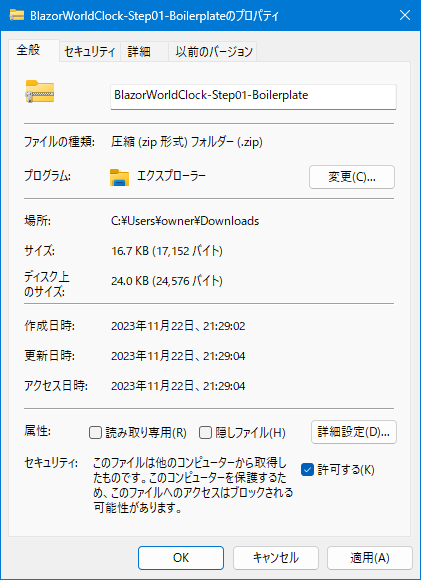 BlazorWorldClock-Step01-Boilerplateのプロパティ
全般 セキュリティ 詳細 以前のバージョン
BlazorWorldClock-Step01-Boilerplate
ファイルの種類: 圧縮 (zip 形式) フォルダー (.zip)
プログラム: エクスプローラー 変更(C)...
場所: C:¥Users¥owner¥Downloads
サイズ: 16.7 KB (17,152 バイト)
ディスク上
のサイズ: 24.0 KB (24,576 バイト)
作成日時: 2023年11月22日、21:29:02
更新日時: 2023年11月22日、21:29:04
アクセス日時: 2023年11月22日、21:29:04
属性: 読み取り専用(R) 隠しファイル(H) 詳細設定(D)...
セキュリティ: このファイルは他のコンピューターから取得し 許可する(K)
たものです。このコンピューターを保護するた
め、このファイルへのアクセスはブロックされる
可能性があります。
OK キャンセル 適用(A)